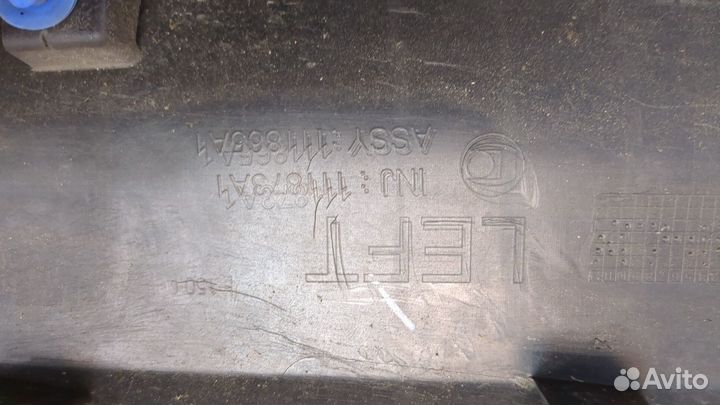 LEFT
INJ : 111873A1
ASSY : 111865A1
Avito